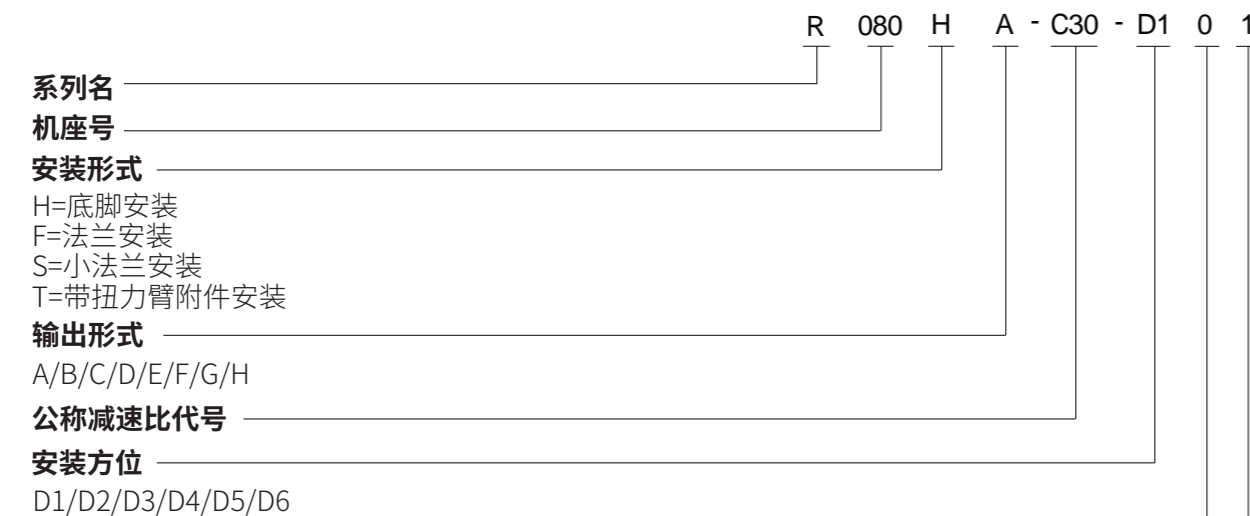 R 080 H A - C30 - D1 0 1
系列名
机座号
安装形式
H=底脚安装
F=法兰安装
S=小法兰安装
T=带扭力臂附件安装
输出形式
A/B/C/D/E/F/G/H
公称减速比代号
安装方位
D1/D2/D3/D4/D5/D6